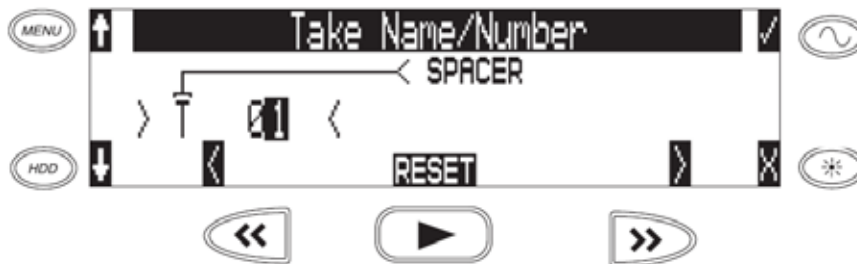 MENU
Take Name/Number
SPACER
> T 01 <
HDD
< RESET > X